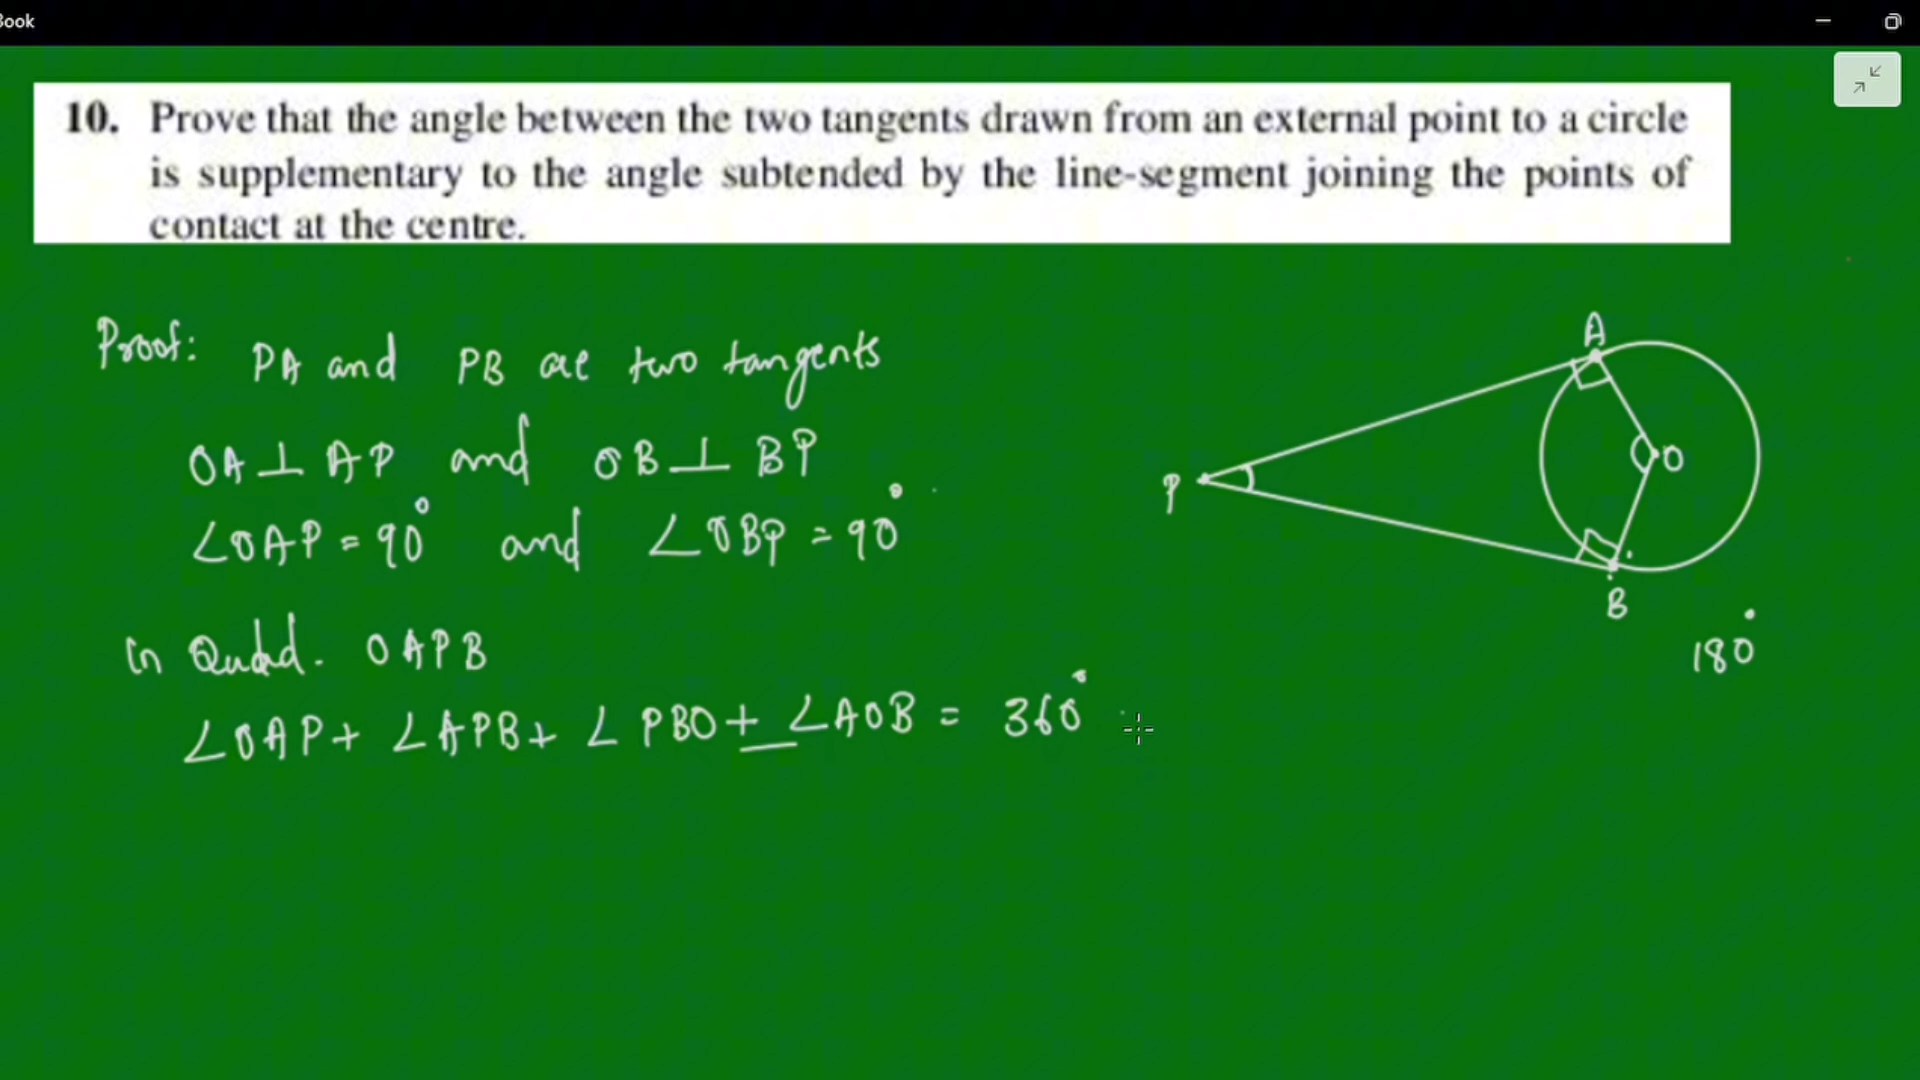 Book
10. Prove that the angle between the two tangents drawn from an external point to a circle
is supplementary to the angle subtended by the line-segment joining the points of
contact at the centre.
Proof: PA and PB are two tangents
OA ⊥ AP and OB ⊥ BP
∠OAP = 90° and ∠OBP = 90°
In Quad. OAPB
∠OAP + ∠APB + ∠PBO + ∠AOB = 360°
A
O
P
B
180°